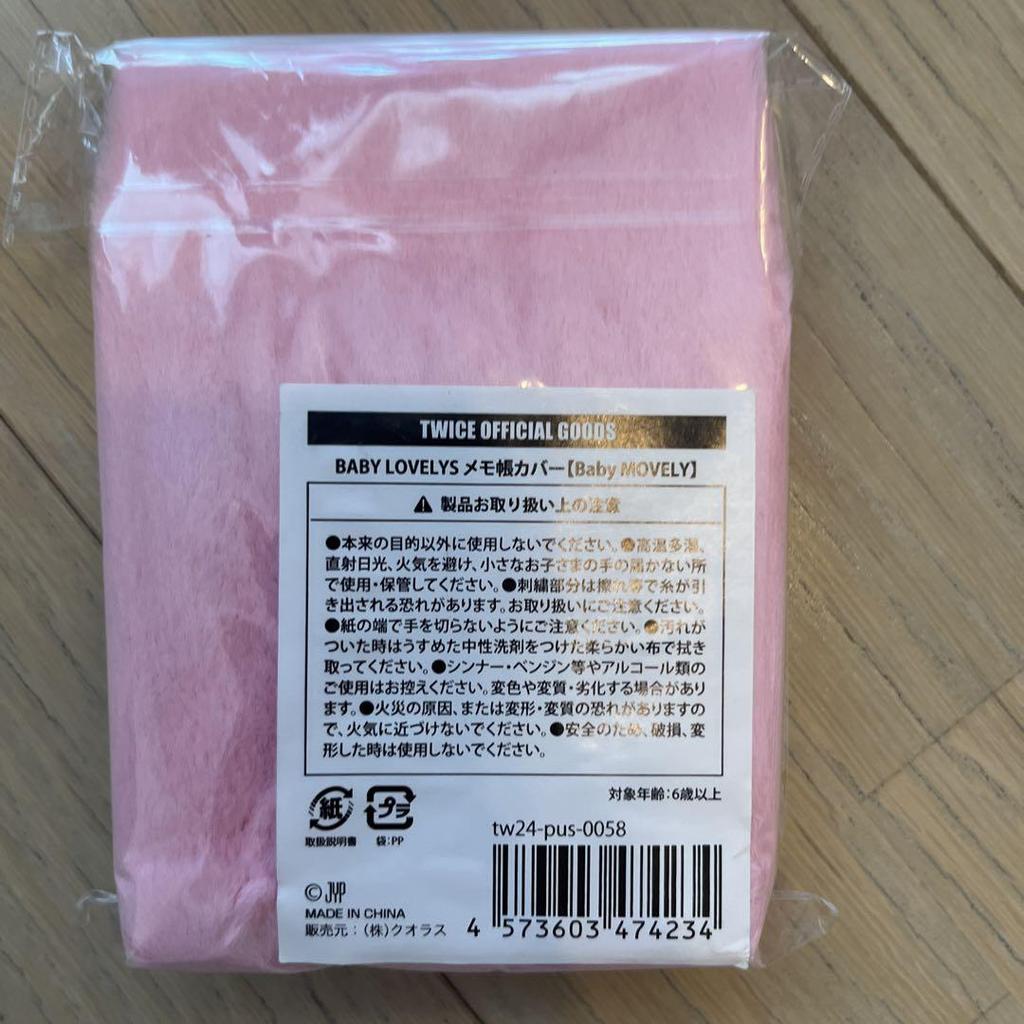 TWICE OFFICIAL GOODS
BABY LOVELYS メモ帳カバー【Baby MOVELY】
製品お取り扱い上の注意
●本来の目的以外に使用しないでください。●高温多湿、
直射日光、火気を避け、小さなお子さまの手の届かない所
で使用・保管してください。●刺繍部分は擦れ等で糸が引
き出される恐れがあります。お取り扱いにご注意ください。
●紙の端で手を切らないようにご注意ください。●汚れが
ついた時はうすめた中性洗剤をつけた柔らかい布で拭き
取ってください。●シンナー・ベンジン等やアルコール類の
ご使用はお控えください。変色や変質・劣化する場合があり
ます。●火災の原因、または変形・変質の恐れがありますの
で、火気に近づけないでください。●安全のため、破損、変
形した時は使用しないでください。
対象年齢:6歳以上
紙
プラ
取扱説明書
袋:PP
tw24-pus-0058
©JYP
MADE IN CHINA
販売元:(株)クオラス
4 573603 474234